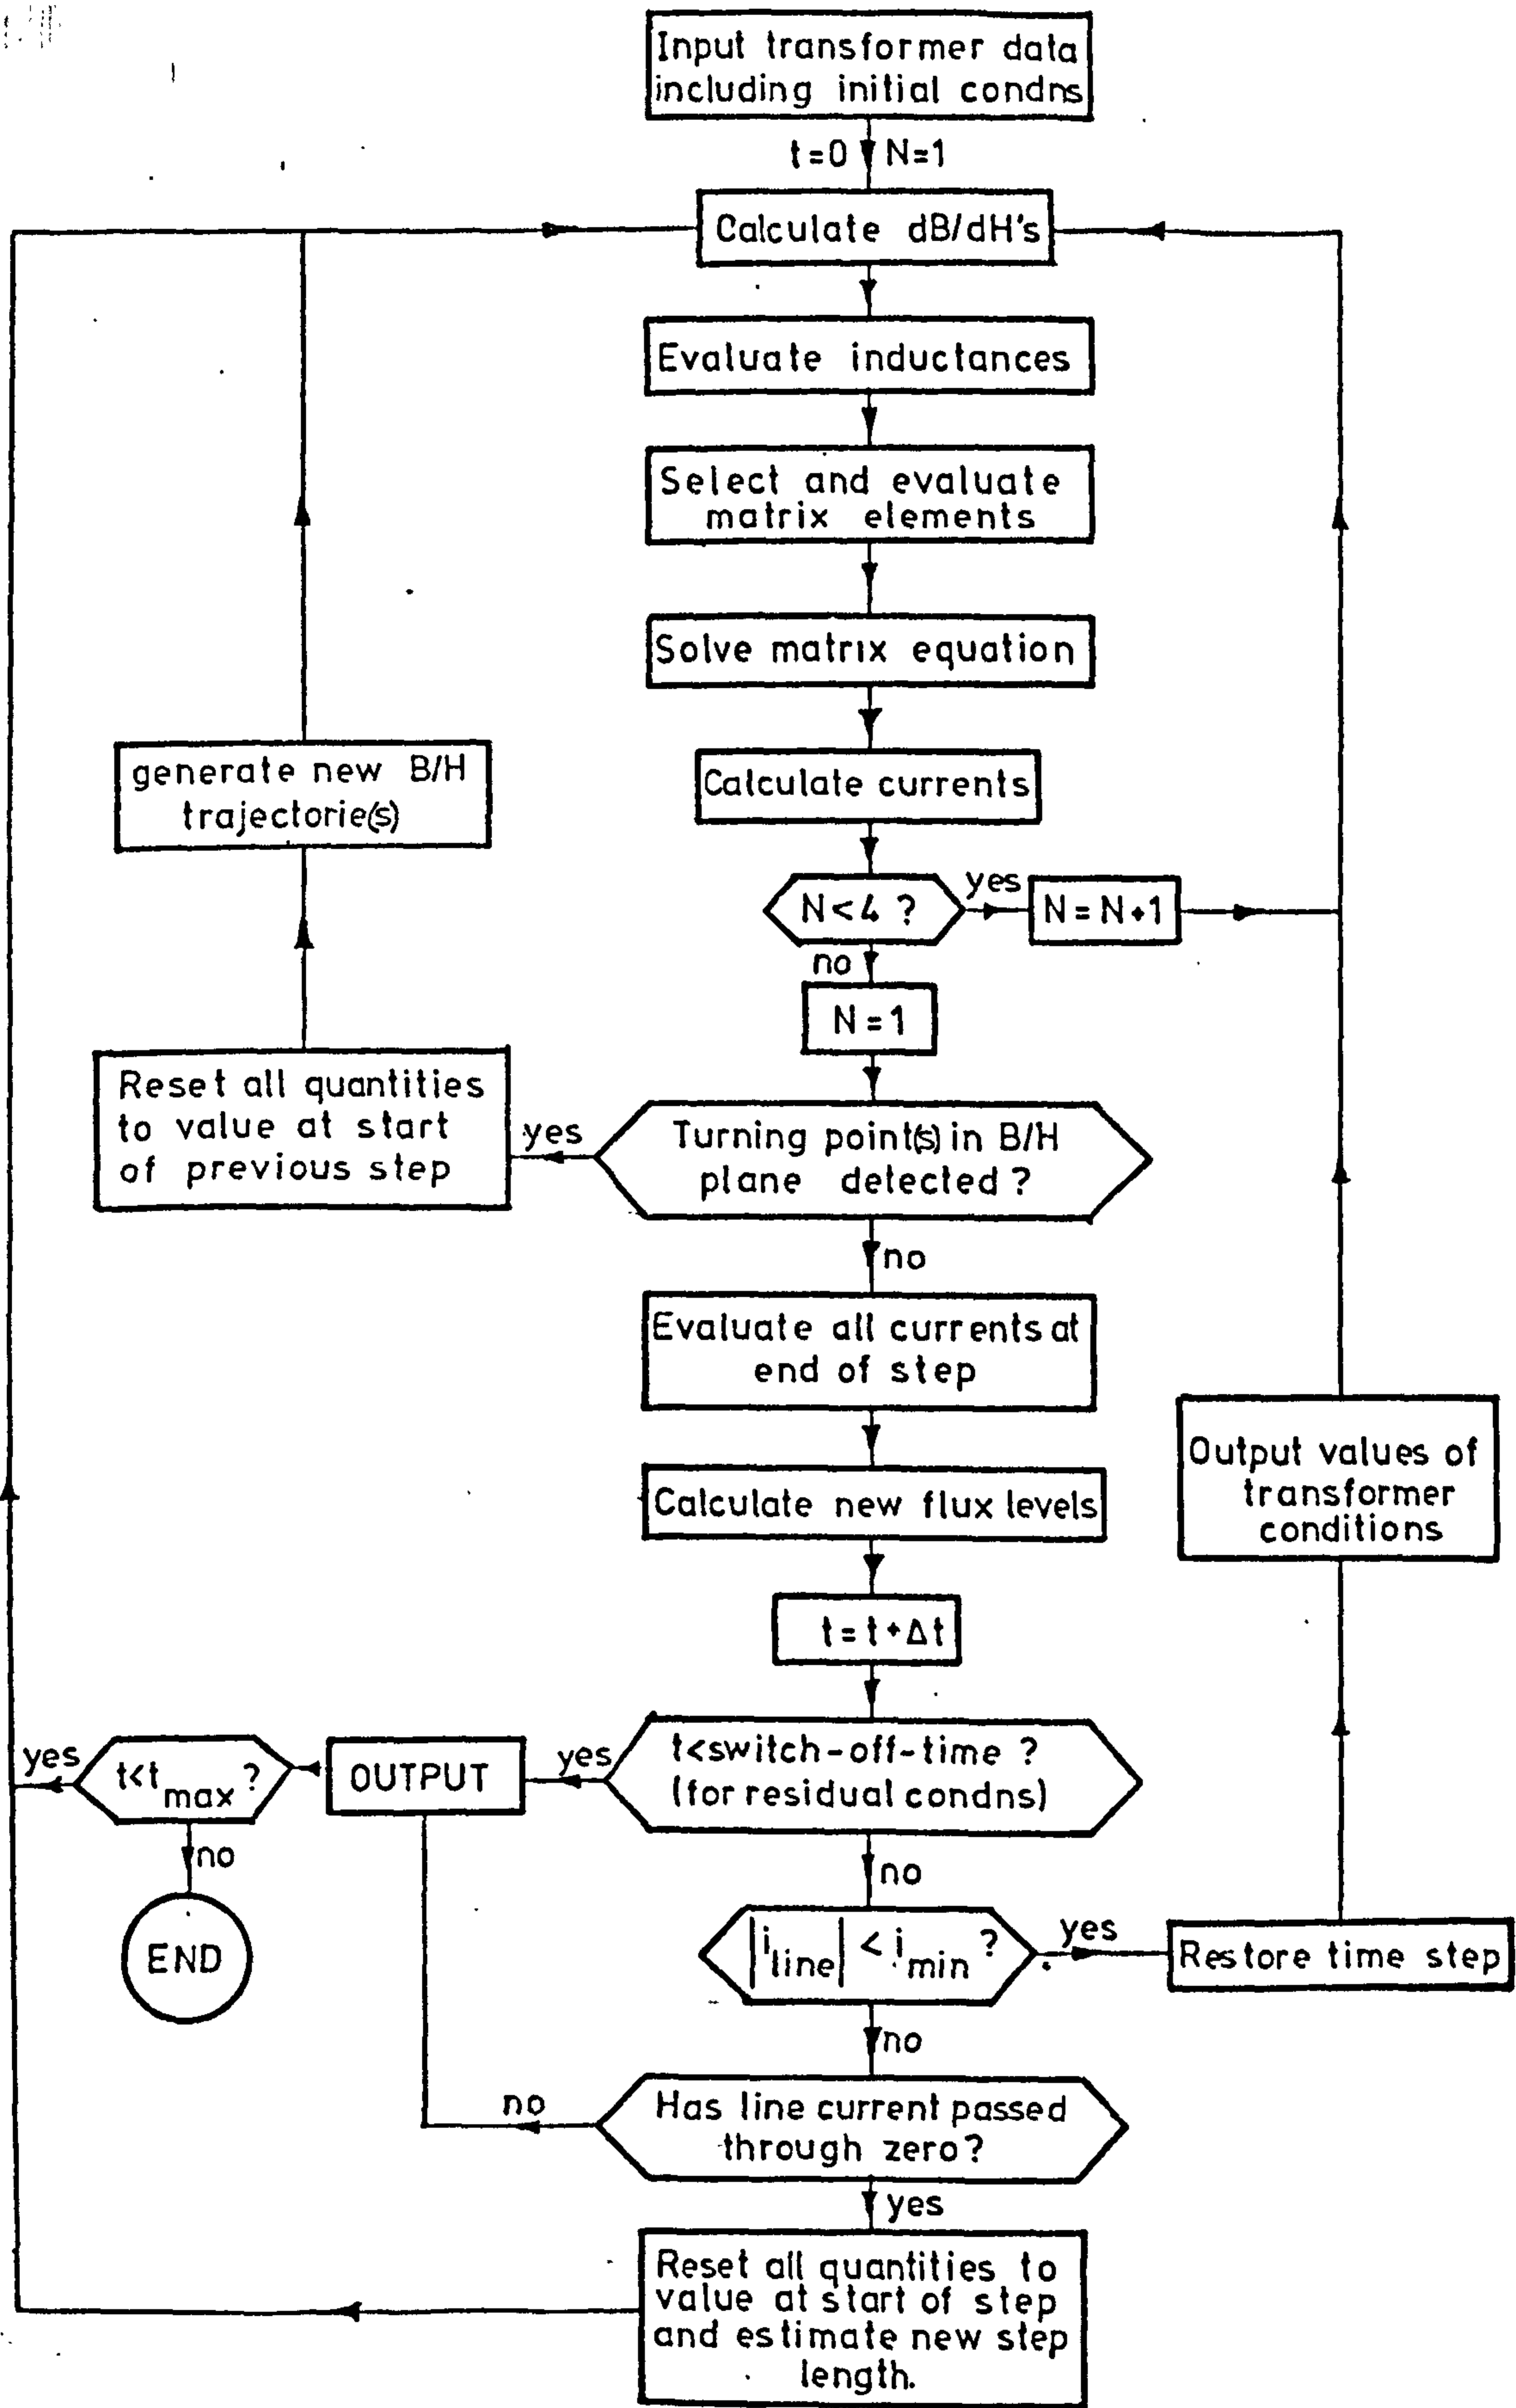 Input transformer data
including initial condns
t=0 N=1
Calculate dB/dH's
Evaluate inductances
Select and evaluate
matrix elements
Solve matrix equation
generate new B/H
trajectorie(s)
Calculate currents
N<4 ?
yes
N=N+1
no
N=1
Reset all quantities
to value at start
of previous step
yes
Turning point(s) in B/H
plane detected ?
no
Evaluate all currents at
end of step
Calculate new flux levels
Output values of
transformer
conditions
t=t+Δt
yes
t<tmax ?
OUTPUT
yes
t<switch-off-time ?
(for residual condns)
no
no
END
|iline| < imin ?
yes
Restore time step
no
no
Has line current passed
through zero?
yes
Reset all quantities to
value at start of step
and estimate new step
length.